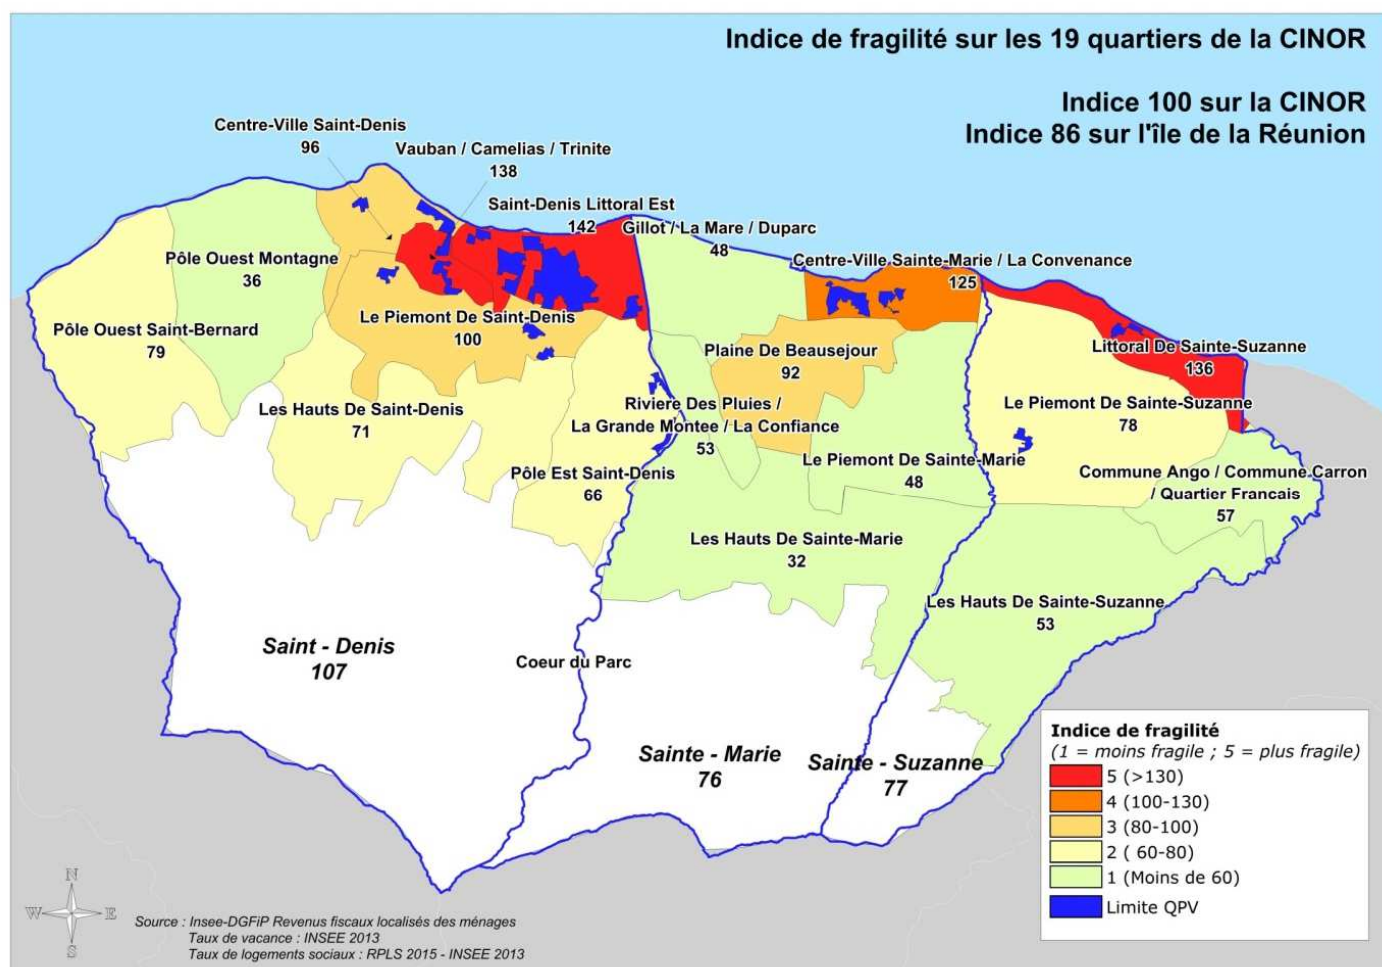 Indice de fragilité sur les 19 quartiers de la CINOR
Indice 100 sur la CINOR
Indice 86 sur l'île de la Réunion
Centre-Ville Saint-Denis
96
Vauban / Camelias / Trinite
138
Saint-Denis Littoral Est
142
Gillot / La Mare / Duparc
48
Pôle Ouest Montagne
36
Centre-Ville Sainte-Marie / La Convenance
125
Pôle Ouest Saint-Bernard
79
Le Piemont De Saint-Denis
100
Plaine De Beausejour
92
Littoral De Sainte-Suzanne
136
Les Hauts De Saint-Denis
71
Riviere Des Pluies /
La Grande Montee / La Confiance
53
Le Piemont De Sainte-Suzanne
78
Pôle Est Saint-Denis
66
Le Piemont De Sainte-Marie
48
Commune Ango / Commune Carron
/ Quartier Francais
57
Les Hauts De Sainte-Marie
32
Les Hauts De Sainte-Suzanne
53
Saint - Denis
107
Coeur du Parc
Sainte - Marie
76
Sainte - Suzanne
77
Indice de fragilité
(1 = moins fragile ; 5 = plus fragile)
5 (>130)
4 (100-130)
3 (80-100)
2 ( 60-80)
1 (Moins de 60)
Limite QPV
N
W
E
S
Source : Insee-DGFiP Revenus fiscaux localisés des ménages
Taux de vacance : INSEE 2013
Taux de logements sociaux : RPLS 2015 - INSEE 2013